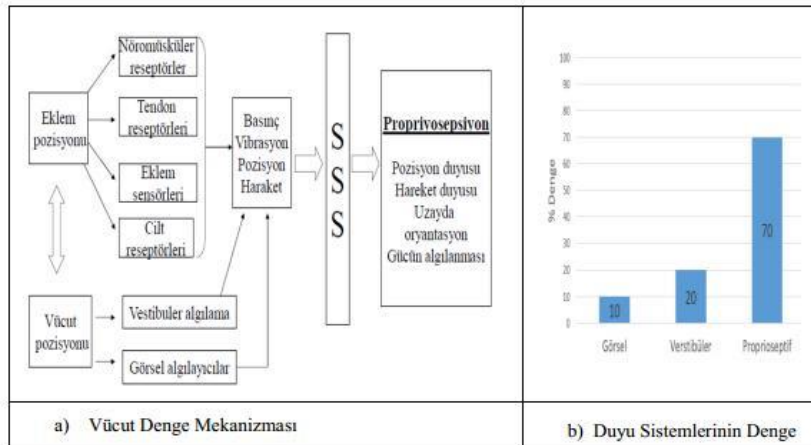 Nöromüsküler
reseptörler
Eklem
pozisyonu
Tendon
reseptörleri
Eklem
sensörleri
Cilt
reseptörleri
Basınç
Vibrasyon
Pozisyon
Haraket
S
S
S
Proprivosepsivon
Pozisyon duyusu
Hareket duyusu
Uzayda
oryantasyon
Gücün algılanması
Vücut
pozisyonu
Vestibuler algılama
Görsel algılayıcılar
a) Vücut Denge Mekanizması
% Denge
100
90
80
70
60
50
40
30
20
10
0
10
20
70
Görsel
Verstibüler
Proprioseptif
b) Duyu Sistemlerinin Denge